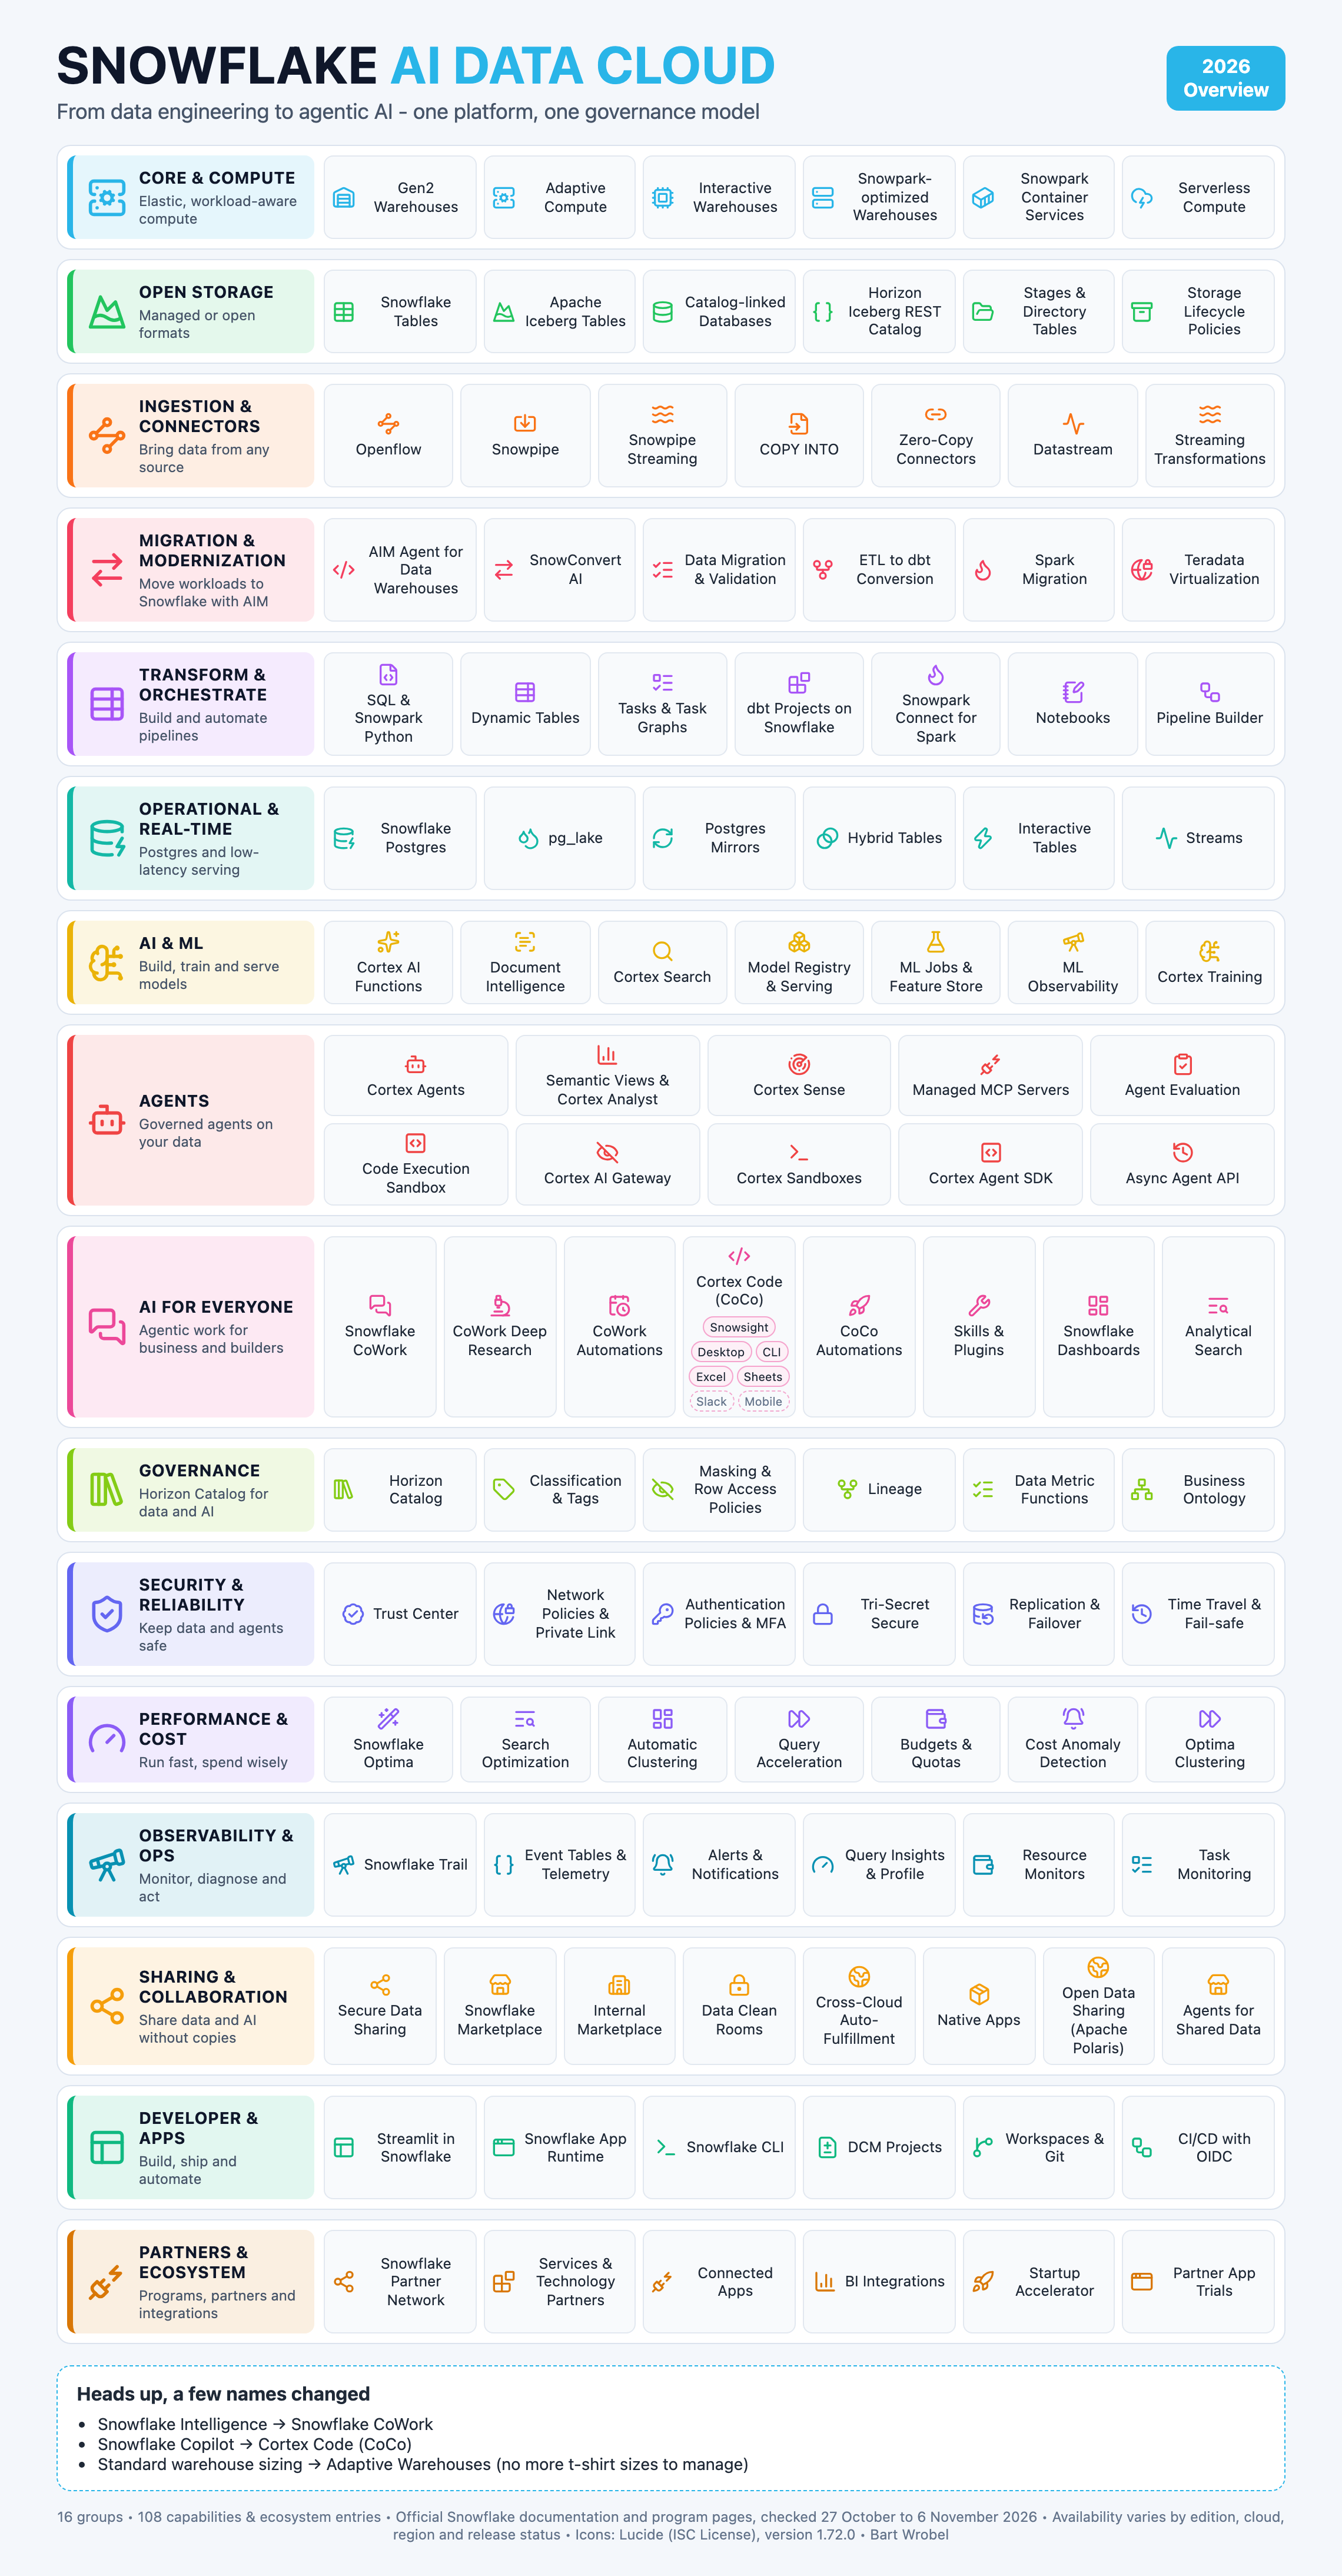 SNOWFLAKE AI DATA CLOUD
From data engineering to agentic AI - one platform, one governance model
2026
Overview
CORE & COMPUTE
Elastic, workload-aware
compute
Gen2
Warehouses
Adaptive
Compute
Interactive
Warehouses
Snowpark-
optimized
Warehouses
Snowpark
Container
Services
Serverless
Compute
OPEN STORAGE
Managed or open
formats
Snowflake
Tables
Apache
Iceberg Tables
Catalog-linked
Databases
Horizon
Iceberg REST
Catalog
Stages &
Directory
Tables
Storage
Lifecycle
Policies
INGESTION &
CONNECTORS
Bring data from any
source
Openflow
Snowpipe
Snowpipe
Streaming
COPY INTO
Zero-Copy
Connectors
Datastream
Streaming
Transformations
MIGRATION &
MODERNIZATION
Move workloads to
Snowflake with AIM
AIM Agent for
Data
Warehouses
SnowConvert
AI
Data Migration
& Validation
ETL to dbt
Conversion
Spark
Migration
Teradata
Virtualization
TRANSFORM &
ORCHESTRATE
Build and automate
pipelines
SQL &
Snowpark
Python
Dynamic Tables
Tasks & Task
Graphs
dbt Projects on
Snowflake
Snowpark
Connect for
Spark
Notebooks
Pipeline Builder
OPERATIONAL &
REAL-TIME
Postgres and low-
latency serving
Snowflake
Postgres
pg_lake
Postgres
Mirrors
Hybrid Tables
Interactive
Tables
Streams
AI & ML
Build, train and serve
models
Cortex AI
Functions
Document
Intelligence
Cortex Search
Model Registry
& Serving
ML Jobs &
Feature Store
ML
Observability
Cortex Training
AGENTS
Governed agents on
your data
Cortex Agents
Semantic Views &
Cortex Analyst
Cortex Sense
Managed MCP Servers
Agent Evaluation
Code Execution
Sandbox
Cortex AI Gateway
Cortex Sandboxes
Cortex Agent SDK
Async Agent API
AI FOR EVERYONE
Agentic work for
business and builders
Snowflake
CoWork
CoWork Deep
Research
CoWork
Automations
Cortex Code
(CoCo)
Snowsight
Desktop CLI
Excel Sheets
Slack Mobile
CoCo
Automations
Skills &
Plugins
Snowflake
Dashboards
Analytical
Search
GOVERNANCE
Horizon Catalog for
data and AI
Horizon
Catalog
Classification
& Tags
Masking &
Row Access
Policies
Lineage
Data Metric
Functions
Business
Ontology
SECURITY &
RELIABILITY
Keep data and agents
safe
Trust Center
Network
Policies &
Private Link
Authentication
Policies & MFA
Tri-Secret
Secure
Replication &
Failover
Time Travel &
Fail-safe
PERFORMANCE &
COST
Run fast, spend wisely
Snowflake
Optima
Search
Optimization
Automatic
Clustering
Query
Acceleration
Budgets &
Quotas
Cost Anomaly
Detection
Optima
Clustering
OBSERVABILITY &
OPS
Monitor, diagnose and
act
Snowflake Trail
Event Tables &
Telemetry
Alerts &
Notifications
Query Insights
& Profile
Resource
Monitors
Task
Monitoring
SHARING &
COLLABORATION
Share data and AI
without copies
Secure Data
Sharing
Snowflake
Marketplace
Internal
Marketplace
Data Clean
Rooms
Cross-Cloud
Auto-
Fulfillment
Native Apps
Open Data
Sharing
(Apache
Polaris)
Agents for
Shared Data
DEVELOPER &
APPS
Build, ship and
automate
Streamlit in
Snowflake
Snowflake App
Runtime
Snowflake CLI
DCM Projects
Workspaces &
Git
CI/CD with
OIDC
PARTNERS &
ECOSYSTEM
Programs, partners and
integrations
Snowflake
Partner
Network
Services &
Technology
Partners
Connected
Apps
BI Integrations
Startup
Accelerator
Partner App
Trials
Heads up, a few names changed
• Snowflake Intelligence → Snowflake CoWork
• Snowflake Copilot → Cortex Code (CoCo)
• Standard warehouse sizing → Adaptive Warehouses (no more t-shirt sizes to manage)
16 groups • 108 capabilities & ecosystem entries • Official Snowflake documentation and program pages, checked 27 October to 6 November 2026 • Availability varies by edition, cloud,
region and release status • Icons: Lucide (ISC License), version 1.72.0 • Bart Wrobel